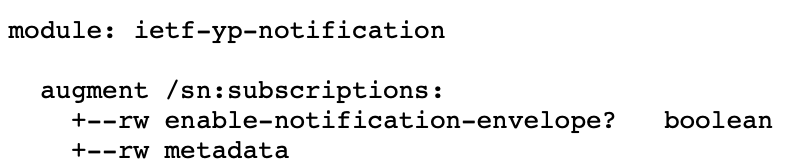 module: ietf-yp-notification
augment /sn:subscriptions:
+--rw enable-notification-envelope?   boolean
+--rw metadata